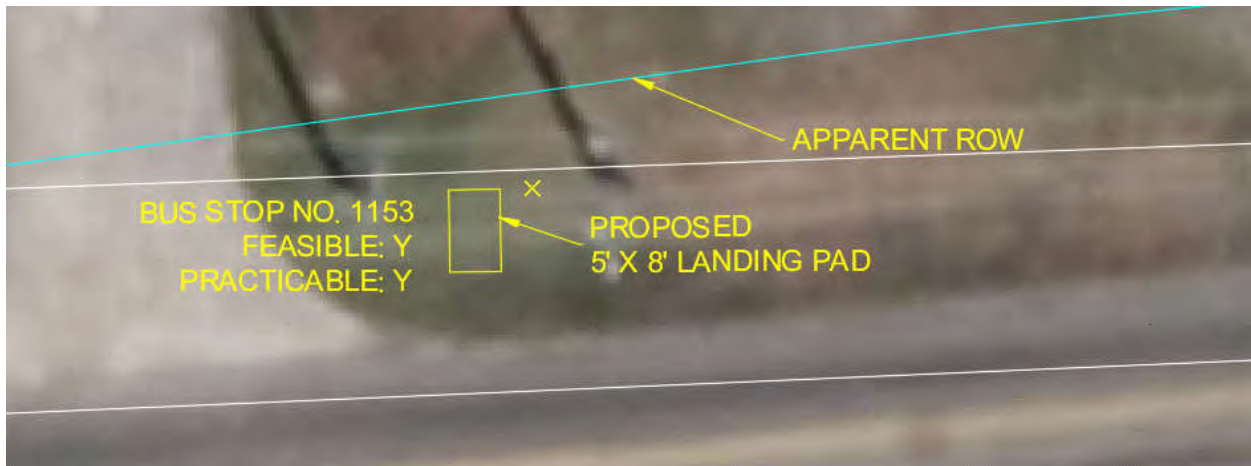 APPARENT ROW
BUS STOP NO. 1153
FEASIBLE: Y
PRACTICABLE: Y
PROPOSED
5' X 8' LANDING PAD